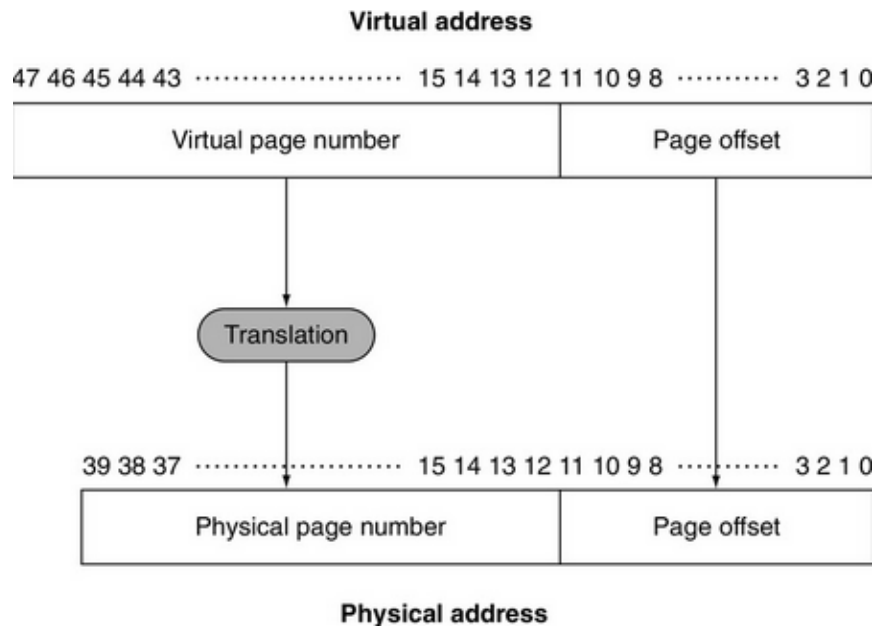 Virtual address
47 46 45 44 43 ·················· 15 14 13 12 11 10 9 8 ·········· 3 2 1 0
Virtual page number Page offset
Translation
39 38 37 ·················· 15 14 13 12 11 10 9 8 ·········· 3 2 1 0
Physical page number Page offset
Physical address